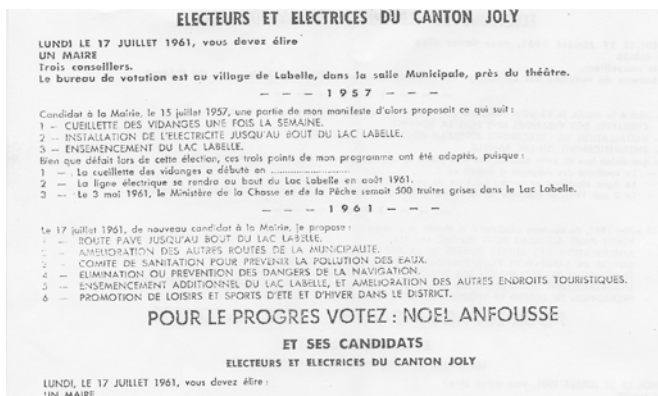 ELECTEURS ET ELECTRICES DU CANTON JOLY
LUNDI LE 17 JUILLET 1961, vous devez élire
UN MAIRE
Trois conseillers.
Le bureau de votation est au village de Labelle, dans la salle Municipale, près du théâtre.
— — — 1957 — — —
Candidat à la Mairie, le 15 juillet 1957, une partie de mon manifeste d'alors proposait ce qui suit :
1 — CUEILLETTE DES VIDANGES UNE FOIS LA SEMAINE.
2 — INSTALLATION DE L'ELECTRICITE JUSQU'AU BOUT DU LAC LABELLE.
3 — ENSEMENCEMENT DU LAC LABELLE.
Bien que défait lors de cette élection, ces trois points de mon programme ont été adoptés, puisque :
1 — . La cueillette des vidanges a débuté en ........................
2 — La ligne électrique se rendra au bout du Lac Labelle en août 1961.
3 — Le 3 mai 1961, le Ministère de la Chasse et de la Pêche semait 500 truites grises dans le Lac Labelle.
— — — 1961 — — —
Le 17 juillet 1961, de nouveau candidat à la Mairie, je propose :
1 — ROUTE PAVE JUSQU'AU BOUT DU LAC LABELLE.
2 — AMELIORATION DES AUTRES ROUTES DE LA MUNICIPALITE.
3 — COMITE DE SANITATION POUR PREVENIR LA POLLUTION DES EAUX.
4 — ELIMINATION OU PREVENTION DES DANGERS DE LA NAVIGATION.
5 — ENSEMENCEMENT ADDITIONNEL DU LAC LABELLE, ET AMELIORATION DES AUTRES ENDROITS TOURISTIQUES.
6 — PROMOTION DE LOISIRS ET SPORTS D'ETE ET D'HIVER DANS LE DISTRICT.
POUR LE PROGRES VOTEZ : NOEL ANFOUSSE
ET SES CANDIDATS
ELECTEURS ET ELECTRICES DU CANTON JOLY
LUNDI, LE 17 JUILLET 1961, vous devez élire :
UN MAIRE